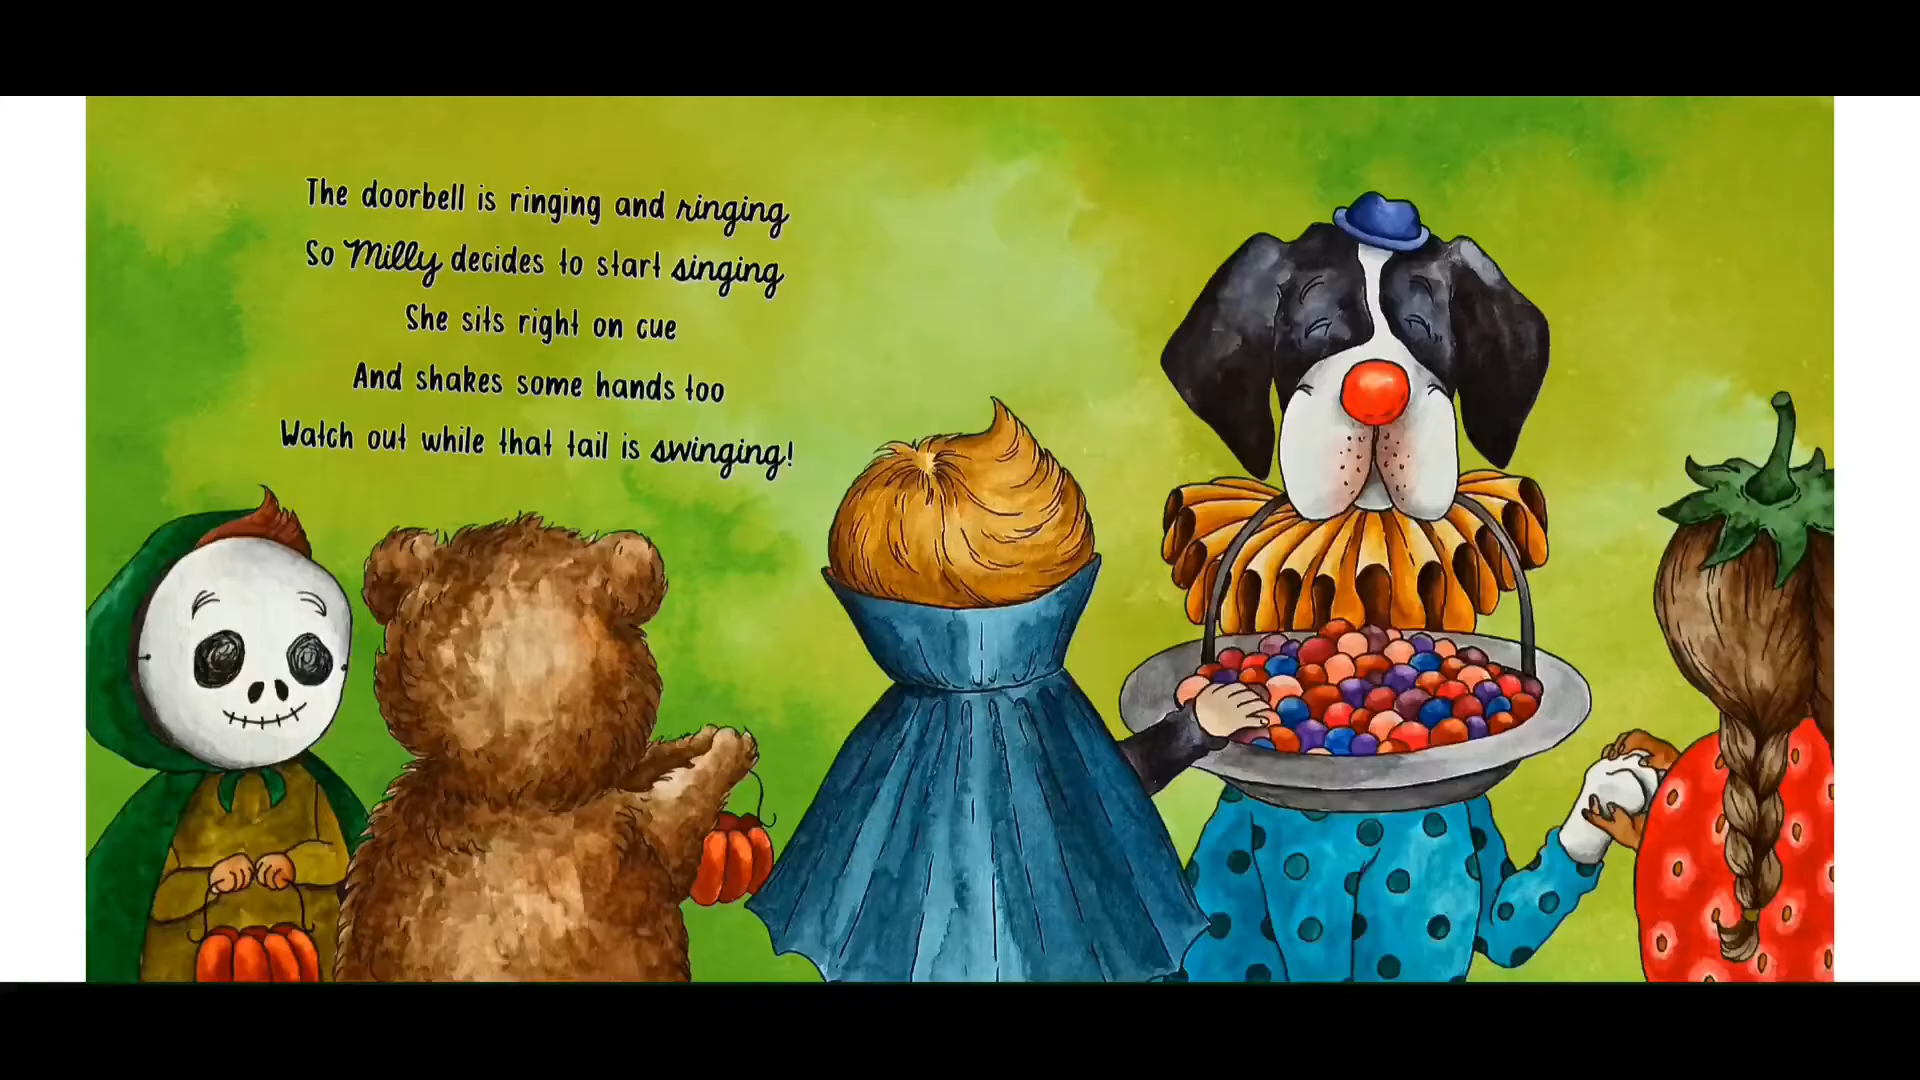 The doorbell is ringing and ringing
So Milly decides to start singing
She sits right on cue
And shakes some hands too
Watch out while that tail is swinging!